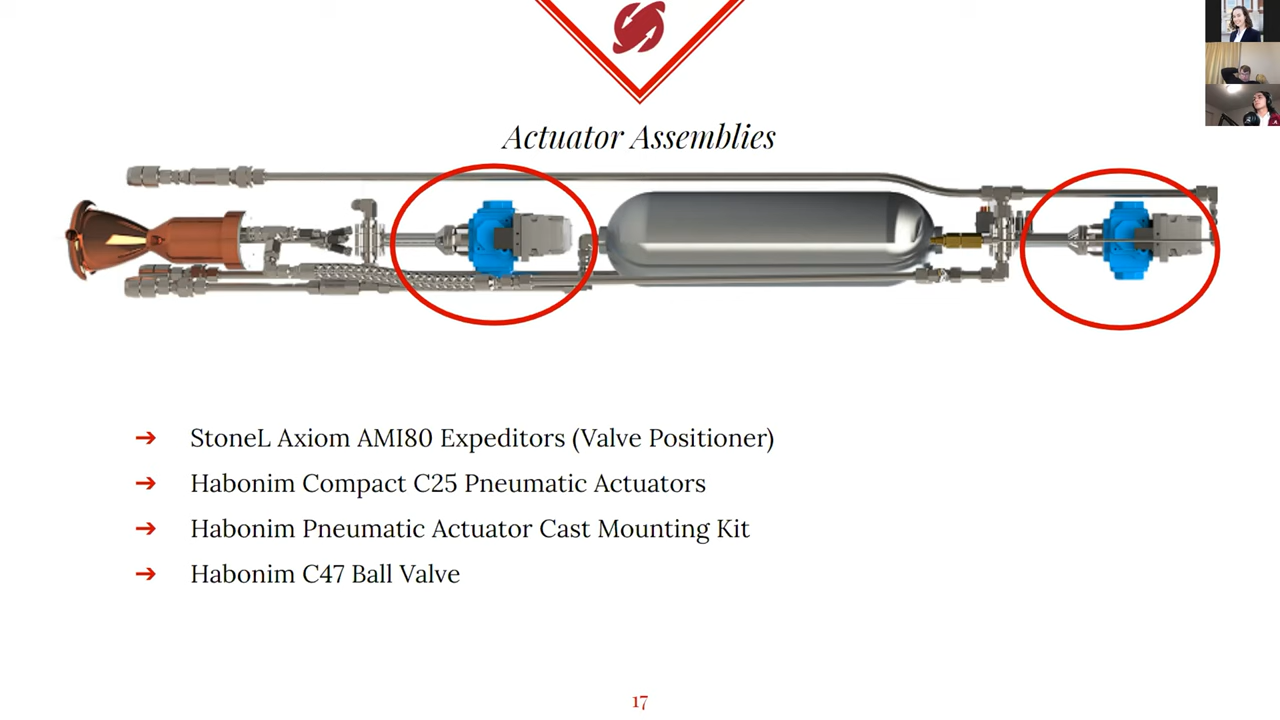 Actuator Assemblies
➔ StoneL Axiom AMI80 Expeditors (Valve Positioner)
➔ Habonim Compact C25 Pneumatic Actuators
➔ Habonim Pneumatic Actuator Cast Mounting Kit
➔ Habonim C47 Ball Valve
17